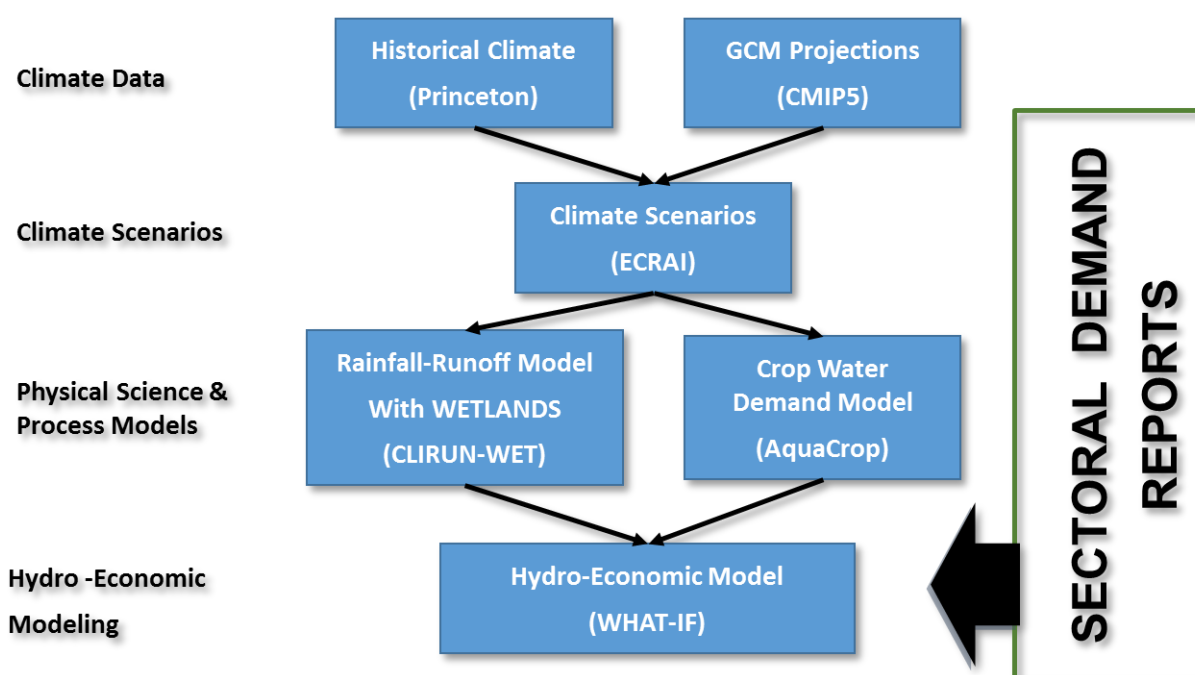 Climate Data
Historical Climate
(Princeton)
GCM Projections
(CMIP5)
Climate Scenarios
Climate Scenarios
(ECRAI)
Physical Science &
Process Models
Rainfall-Runoff Model
With WETLANDS
(CLIRUN-WET)
Crop Water
Demand Model
(AquaCrop)
Hydro -Economic
Modeling
Hydro-Economic Model
(WHAT-IF)
SECTORAL DEMAND
REPORTS